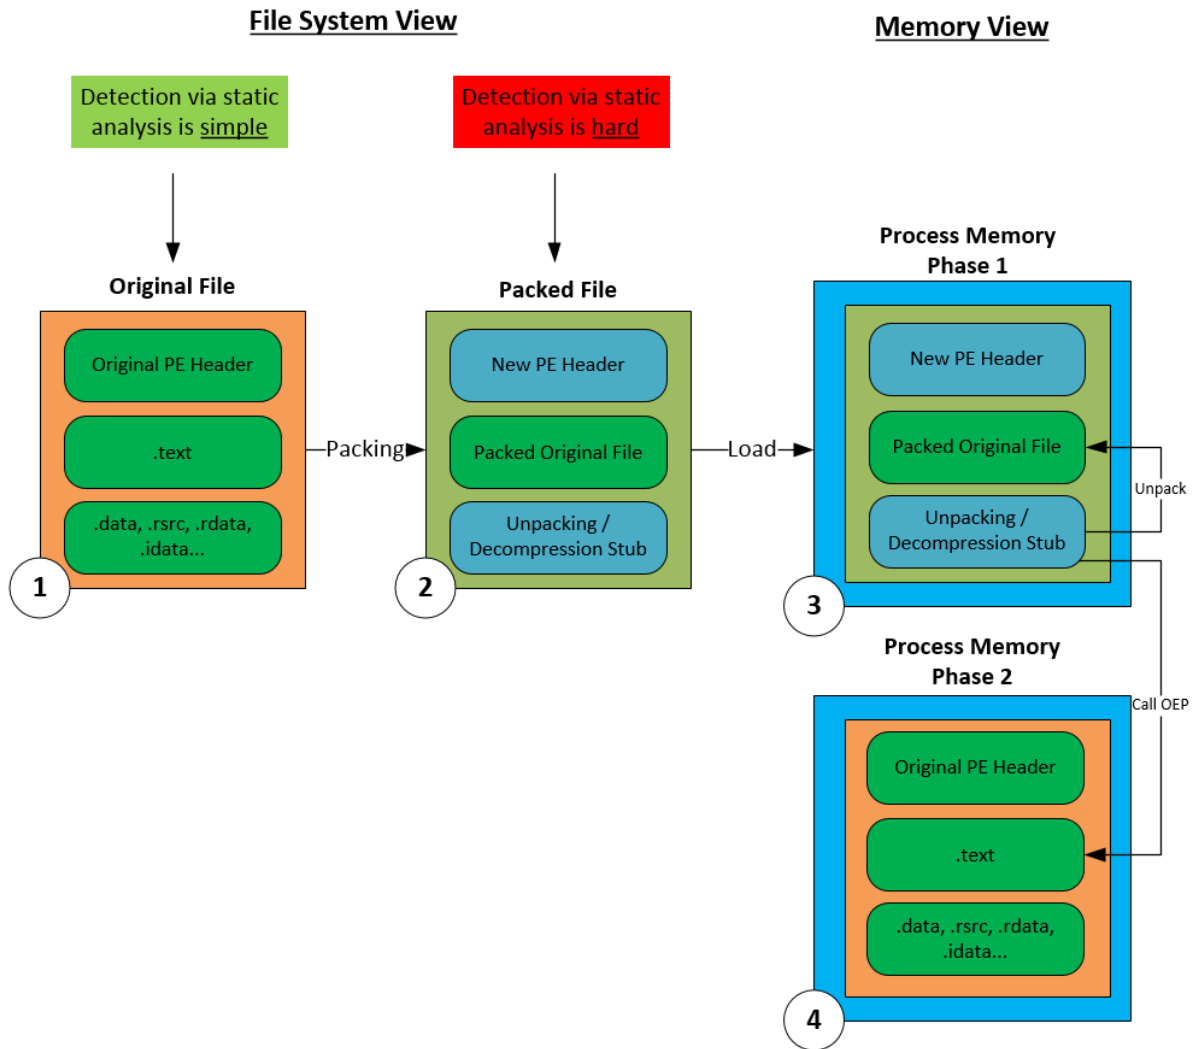 File System View
Memory View
Detection via static
analysis is simple
Detection via static
analysis is hard
Original File
Original PE Header
.text
.data, .rsrc, .rdata,
.idata...
1
Packing
Packed File
New PE Header
Packed Original File
Unpacking /
Decompression Stub
2
Load
Process Memory
Phase 1
New PE Header
Packed Original File
Unpacking /
Decompression Stub
3
Unpack
Call OEP
Process Memory
Phase 2
Original PE Header
.text
.data, .rsrc, .rdata,
.idata...
4